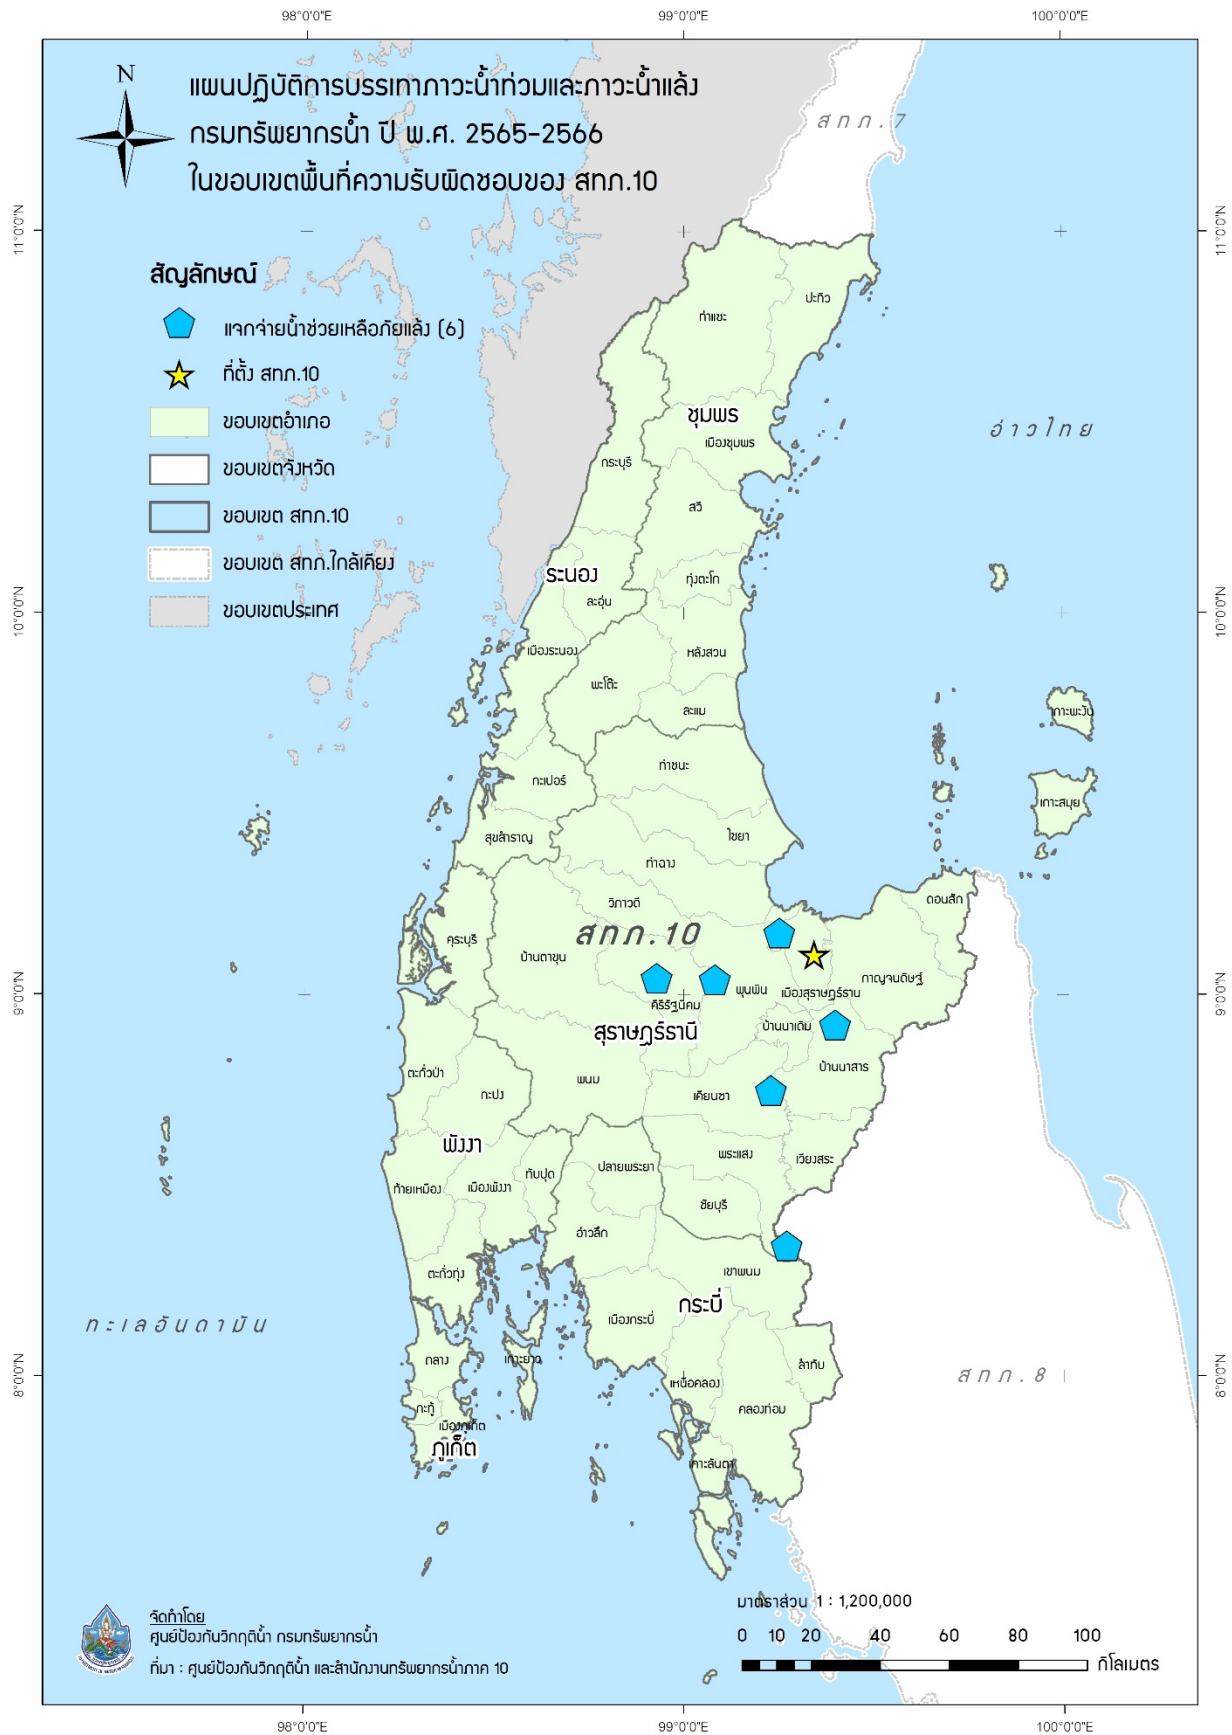 98°0'0"E
99°0'0"E
100°0'0"E
N
แผนปฏิบัติการบรรเทาภาวะน้ำท่วมและภาวะน้ำแล้ง
กรมทรัพยากรน้ำ ปี พ.ศ. 2565-2566
ในขอบเขตพื้นที่ความรับผิดชอบของ สทภ.10
สทภ.7
11°0'0"N
11°0'0"N
สัญลักษณ์
แจกจ่ายน้ำช่วยเหลือภัยแล้ง (6)
ที่ตั้ง สทภ.10
ขอบเขตอำเภอ
ขอบเขตจังหวัด
ขอบเขต สทภ.10
ขอบเขต สทภ.ใกล้เคียง
ขอบเขตประเทศ
ปะทิว
ท่าแซะ
ชุมพร
เมืองชุมพร
อ่าวไทย
กระบุรี
สวี
ระนอง
ทุ่งตะโก
ละอุ่น
10°0'0"N
10°0'0"N
เมืองระนอง
หลังสวน
พะโต๊ะ
ละแม
เกาะพะงัน
ท่าชนะ
กะเปอร์
เกาะสมุย
สุขสำราญ
ไชยา
ท่าฉาง
ดอนสัก
วิภาวดี
สทภ.10
คุระบุรี
บ้านตาขุน
กาญจนดิษฐ์
พุนพิน
เมืองสุราษฎร์ธาน
9°0'0"N
9°0'0"N
คีรีรัฐนิคม
สุราษฎร์ธานี
บ้านนาเดิม
บ้านนาสาร
ตะกั่วป่า
พนม
กะปง
เคียนซา
พังงา
พระแสง
เวียงสระ
ทับปุด
ปลายพระยา
ท้ายเหมือง
เมืองพังงา
ชัยบุรี
อ่าวลึก
ตะกั่วทุ่ง
เขาพนม
กระบี่
ทะเลอันดามัน
เมืองกระบี่
ถลาง
เกาะยาว
ลำทับ
8°0'0"N
8°0'0"N
เหนือคลอง
สทภ.8
กะทู้
คลองท่อม
เมืองภูเก็ต
ภูเก็ต
เกาะลันตา
มาตราส่วน 1 : 1,200,000
0 10 20 40 60 80 100
กิโลเมตร
จัดทำโดย
ศูนย์ป้องกันวิกฤติน้ำ กรมทรัพยากรน้ำ
ที่มา : ศูนย์ป้องกันวิกฤติน้ำ และสำนักงานทรัพยากรน้ำภาค 10
98°0'0"E
99°0'0"E
100°0'0"E